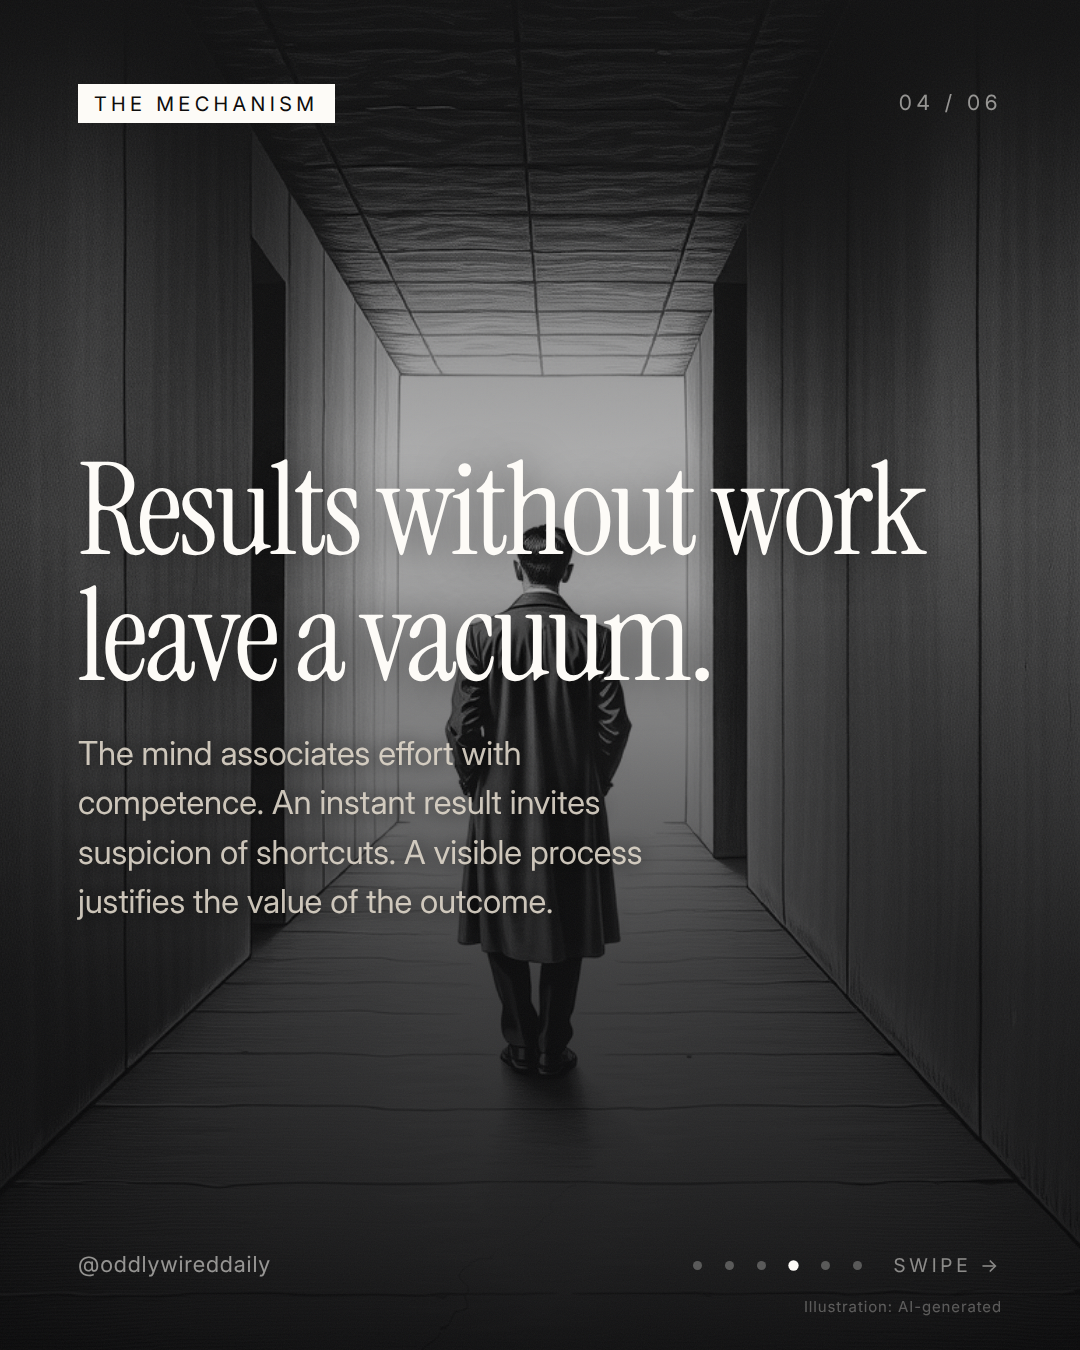 THE MECHANISM
04 / 06
Results without work
leave a vacuum.
The mind associates effort with
competence. An instant result invites
suspicion of shortcuts. A visible process
justifies the value of the outcome.
@oddlywireddaily
SWIPE →
Illustration: AI-generated